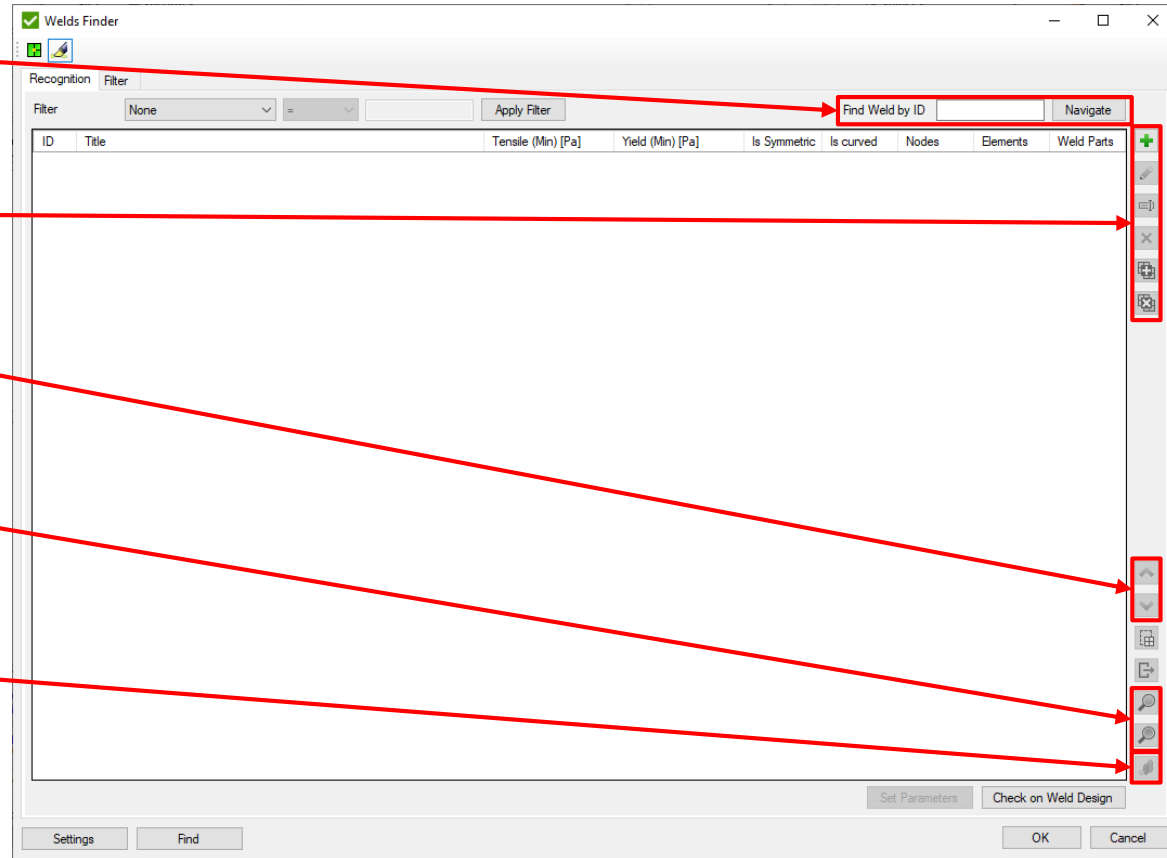 Welds Finder
Recognition Filter
Filter None = Apply Filter Find Weld by ID Navigate
ID Title Tensile (Min) [Pa] Yield (Min) [Pa] Is Symmetric Is curved Nodes Elements Weld Parts
Set Parameters Check on Weld Design
Settings Find OK Cancel